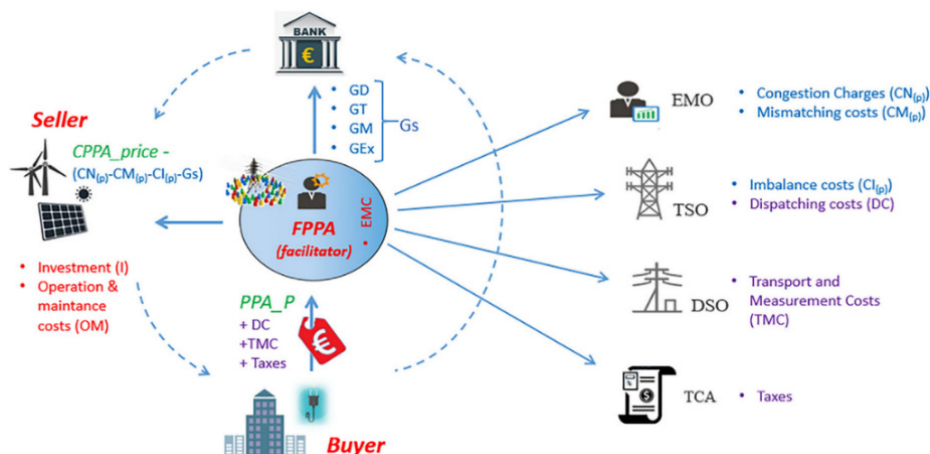 BANK
€
GD
GT
GM
GEx
Gs
Seller
CPPA_price -
(CN(p)-CM(p)-CI(p)-Gs)
Investment (I)
Operation &
maintance
costs (OM)
FPPA
(facilitator)
EMC
PPA_P
+ DC
+TMC
+ Taxes
€
Buyer
EMO
Congestion Charges (CN(p))
Mismatching costs (CM(p))
TSO
Imbalance costs (CI(p))
Dispatching costs (DC)
DSO
Transport and
Measurement Costs
(TMC)
$
TCA
Taxes